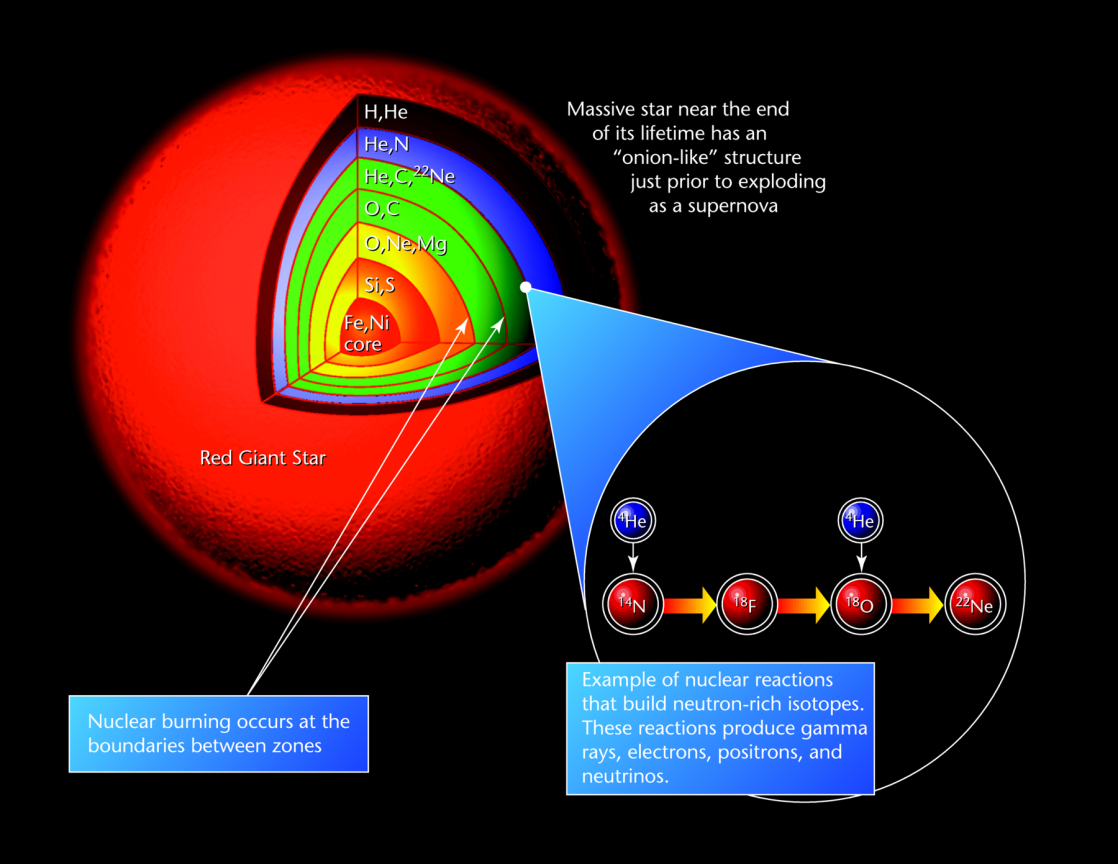 H,He
He,N
He,C,²²Ne
O,C
O,Ne,Mg
Si,S
Fe,Ni
core
Massive star near the end
of its lifetime has an
“onion-like” structure
just prior to exploding
as a supernova
Red Giant Star
⁴He
⁴He
¹⁴N
¹⁸F
¹⁸O
²²Ne
Nuclear burning occurs at the
boundaries between zones
Example of nuclear reactions
that build neutron-rich isotopes.
These reactions produce gamma
rays, electrons, positrons, and
neutrinos.